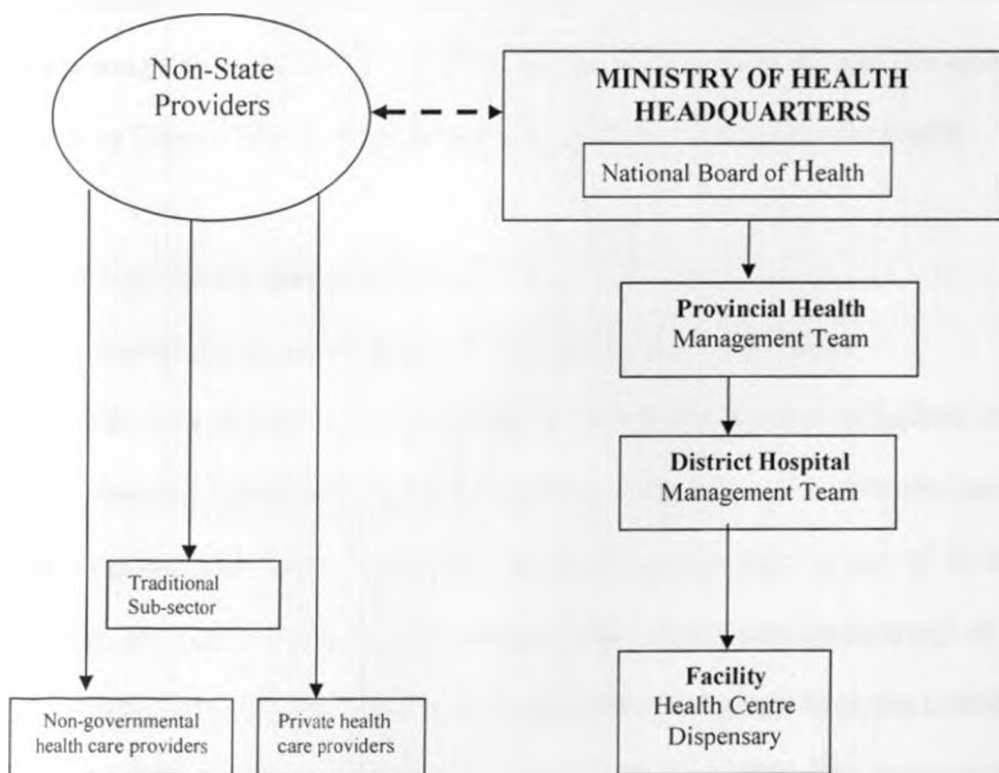 Non-State
Providers
MINISTRY OF HEALTH
HEADQUARTERS
National Board of Health
Provincial Health
Management Team
District Hospital
Management Team
Traditional
Sub-sector
Facility
Health Centre
Dispensary
Non-governmental
health care providers
Private health
care providers